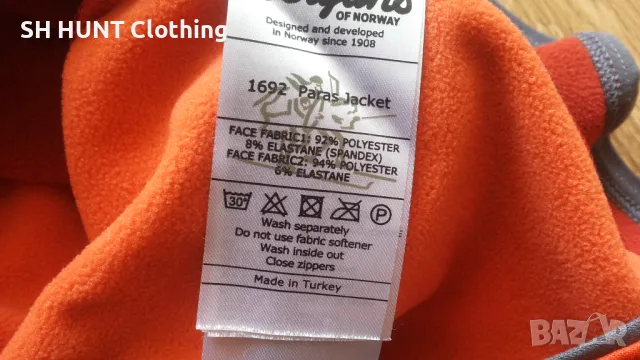 SH HUNT Clothing
OF NORWAY
Designed and developed
in Norway since 1908
1692 Paras Jacket
FACE FABRIC1: 92% POLYESTER
8% ELASTANE (SPANDEX)
FACE FABRIC2: 94% POLYESTER
6% ELASTANE
30°
P
Wash separately
Do not use fabric softener
Wash inside out
Close zippers
Made in Turkey
BAZAR.bg